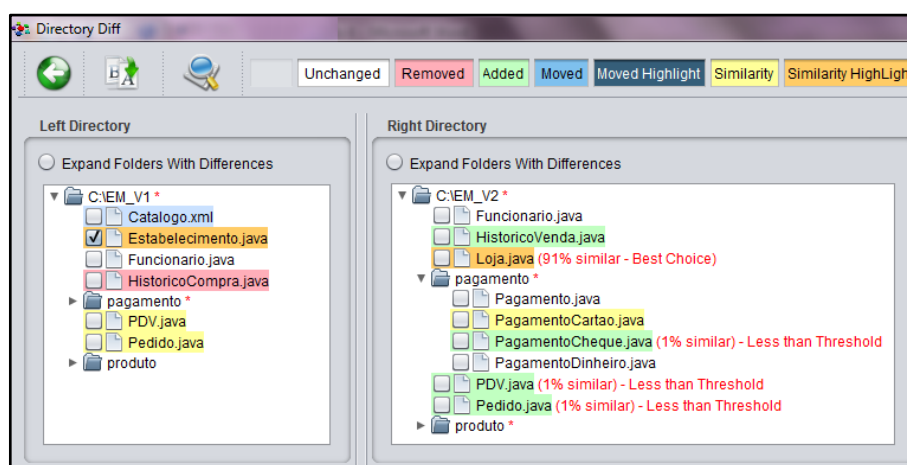 Directory Diff
Unchanged Removed Added Moved Moved Highlight Similarity Similarity HighLigh
Left Directory
Expand Folders With Differences
C:\EM_V1 *
Catalogo.xml
Estabelecimento.java
Funcionario.java
HistoricoCompra.java
pagamento *
PDV.java
Pedido.java
produto
Right Directory
Expand Folders With Differences
C:\EM_V2 *
Funcionario.java
HistoricoVenda.java
Loja.java (91% similar - Best Choice)
pagamento *
Pagamento.java
PagamentoCartao.java
PagamentoCheque.java (1% similar) - Less than Threshold
PagamentoDinheiro.java
PDV.java (1% similar) - Less than Threshold
Pedido.java (1% similar) - Less than Threshold
produto *